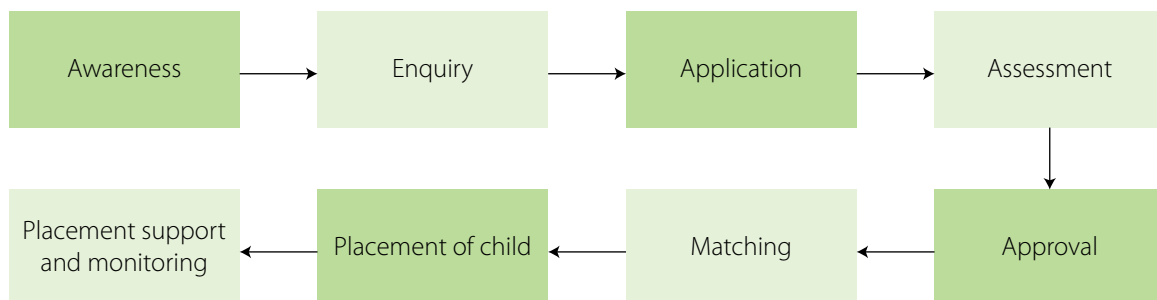 Awareness
Enquiry
Application
Assessment
Placement support
and monitoring
Placement of child
Matching
Approval